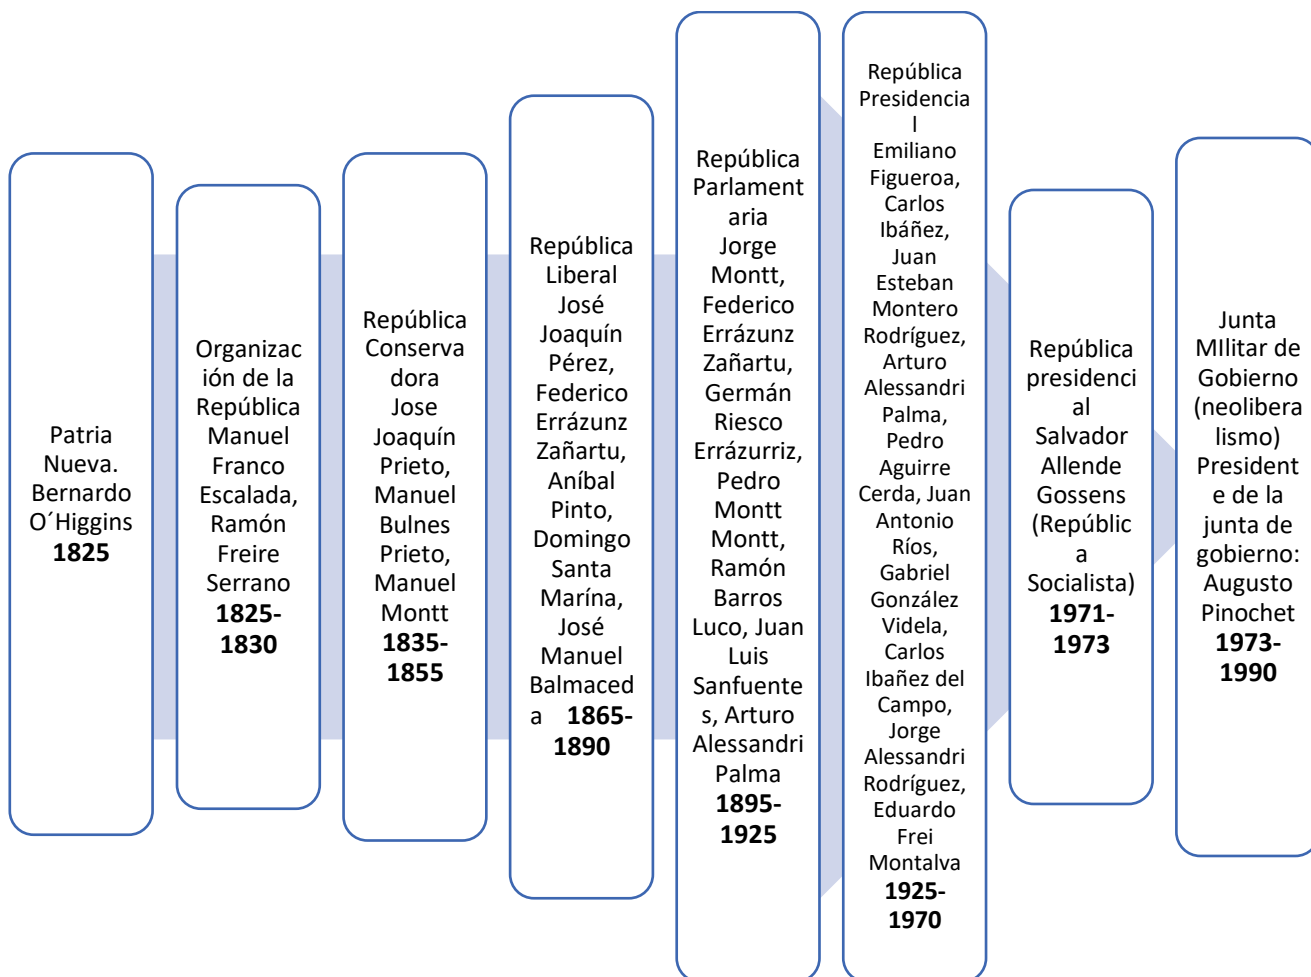 Patria
Nueva.
Bernardo
O´Higgins
1825
Organizac
ión de la
República
Manuel
Franco
Escalada,
Ramón
Freire
Serrano
1825-
1830
República
Conserva
dora
Jose
Joaquín
Prieto,
Manuel
Bulnes
Prieto,
Manuel
Montt
1835-
1855
República
Liberal
José
Joaquín
Pérez,
Federico
Errázunz
Zañartu,
Aníbal
Pinto,
Domingo
Santa
Marína,
José
Manuel
Balmaced
a 1865-
1890
República
Parlament
aria
Jorge
Montt,
Federico
Errázunz
Zañartu,
Germán
Riesco
Errázurriz,
Pedro
Montt
Montt,
Ramón
Barros
Luco, Juan
Luis
Sanfuente
s, Arturo
Alessandri
Palma
1895-
1925
República
Presidencia
l
Emiliano
Figueroa,
Carlos
Ibáñez,
Juan
Esteban
Montero
Rodríguez,
Arturo
Alessandri
Palma,
Pedro
Aguirre
Cerda, Juan
Antonio
Ríos,
Gabriel
González
Videla,
Carlos
Ibañez del
Campo,
Jorge
Alessandri
Rodríguez,
Eduardo
Frei
Montalva
1925-
1970
República
presidenci
al
Salvador
Allende
Gossens
(Repúblic
a
Socialista)
1971-
1973
Junta
MIlitar de
Gobierno
(neolibera
lismo)
President
e de la
junta de
gobierno:
Augusto
Pinochet
1973-
1990